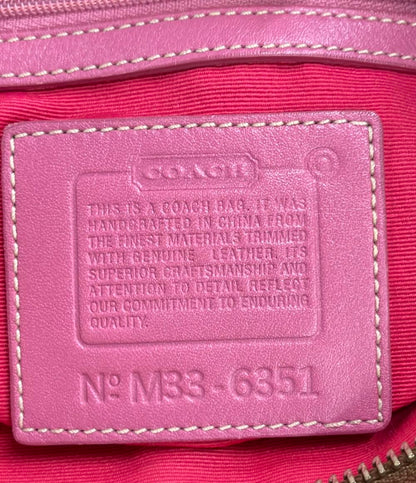 COACH
THIS IS A COACH BAG. IT WAS
HANDCRAFTED IN CHINA FROM
THE FINEST MATERIALS TRIMMED
WITH GENUINE LEATHER. ITS
SUPERIOR CRAFTSMANSHIP AND
ATTENTION TO DETAIL REFLECT
OUR COMMITMENT TO ENDURING
QUALITY.
Nº M33-6351